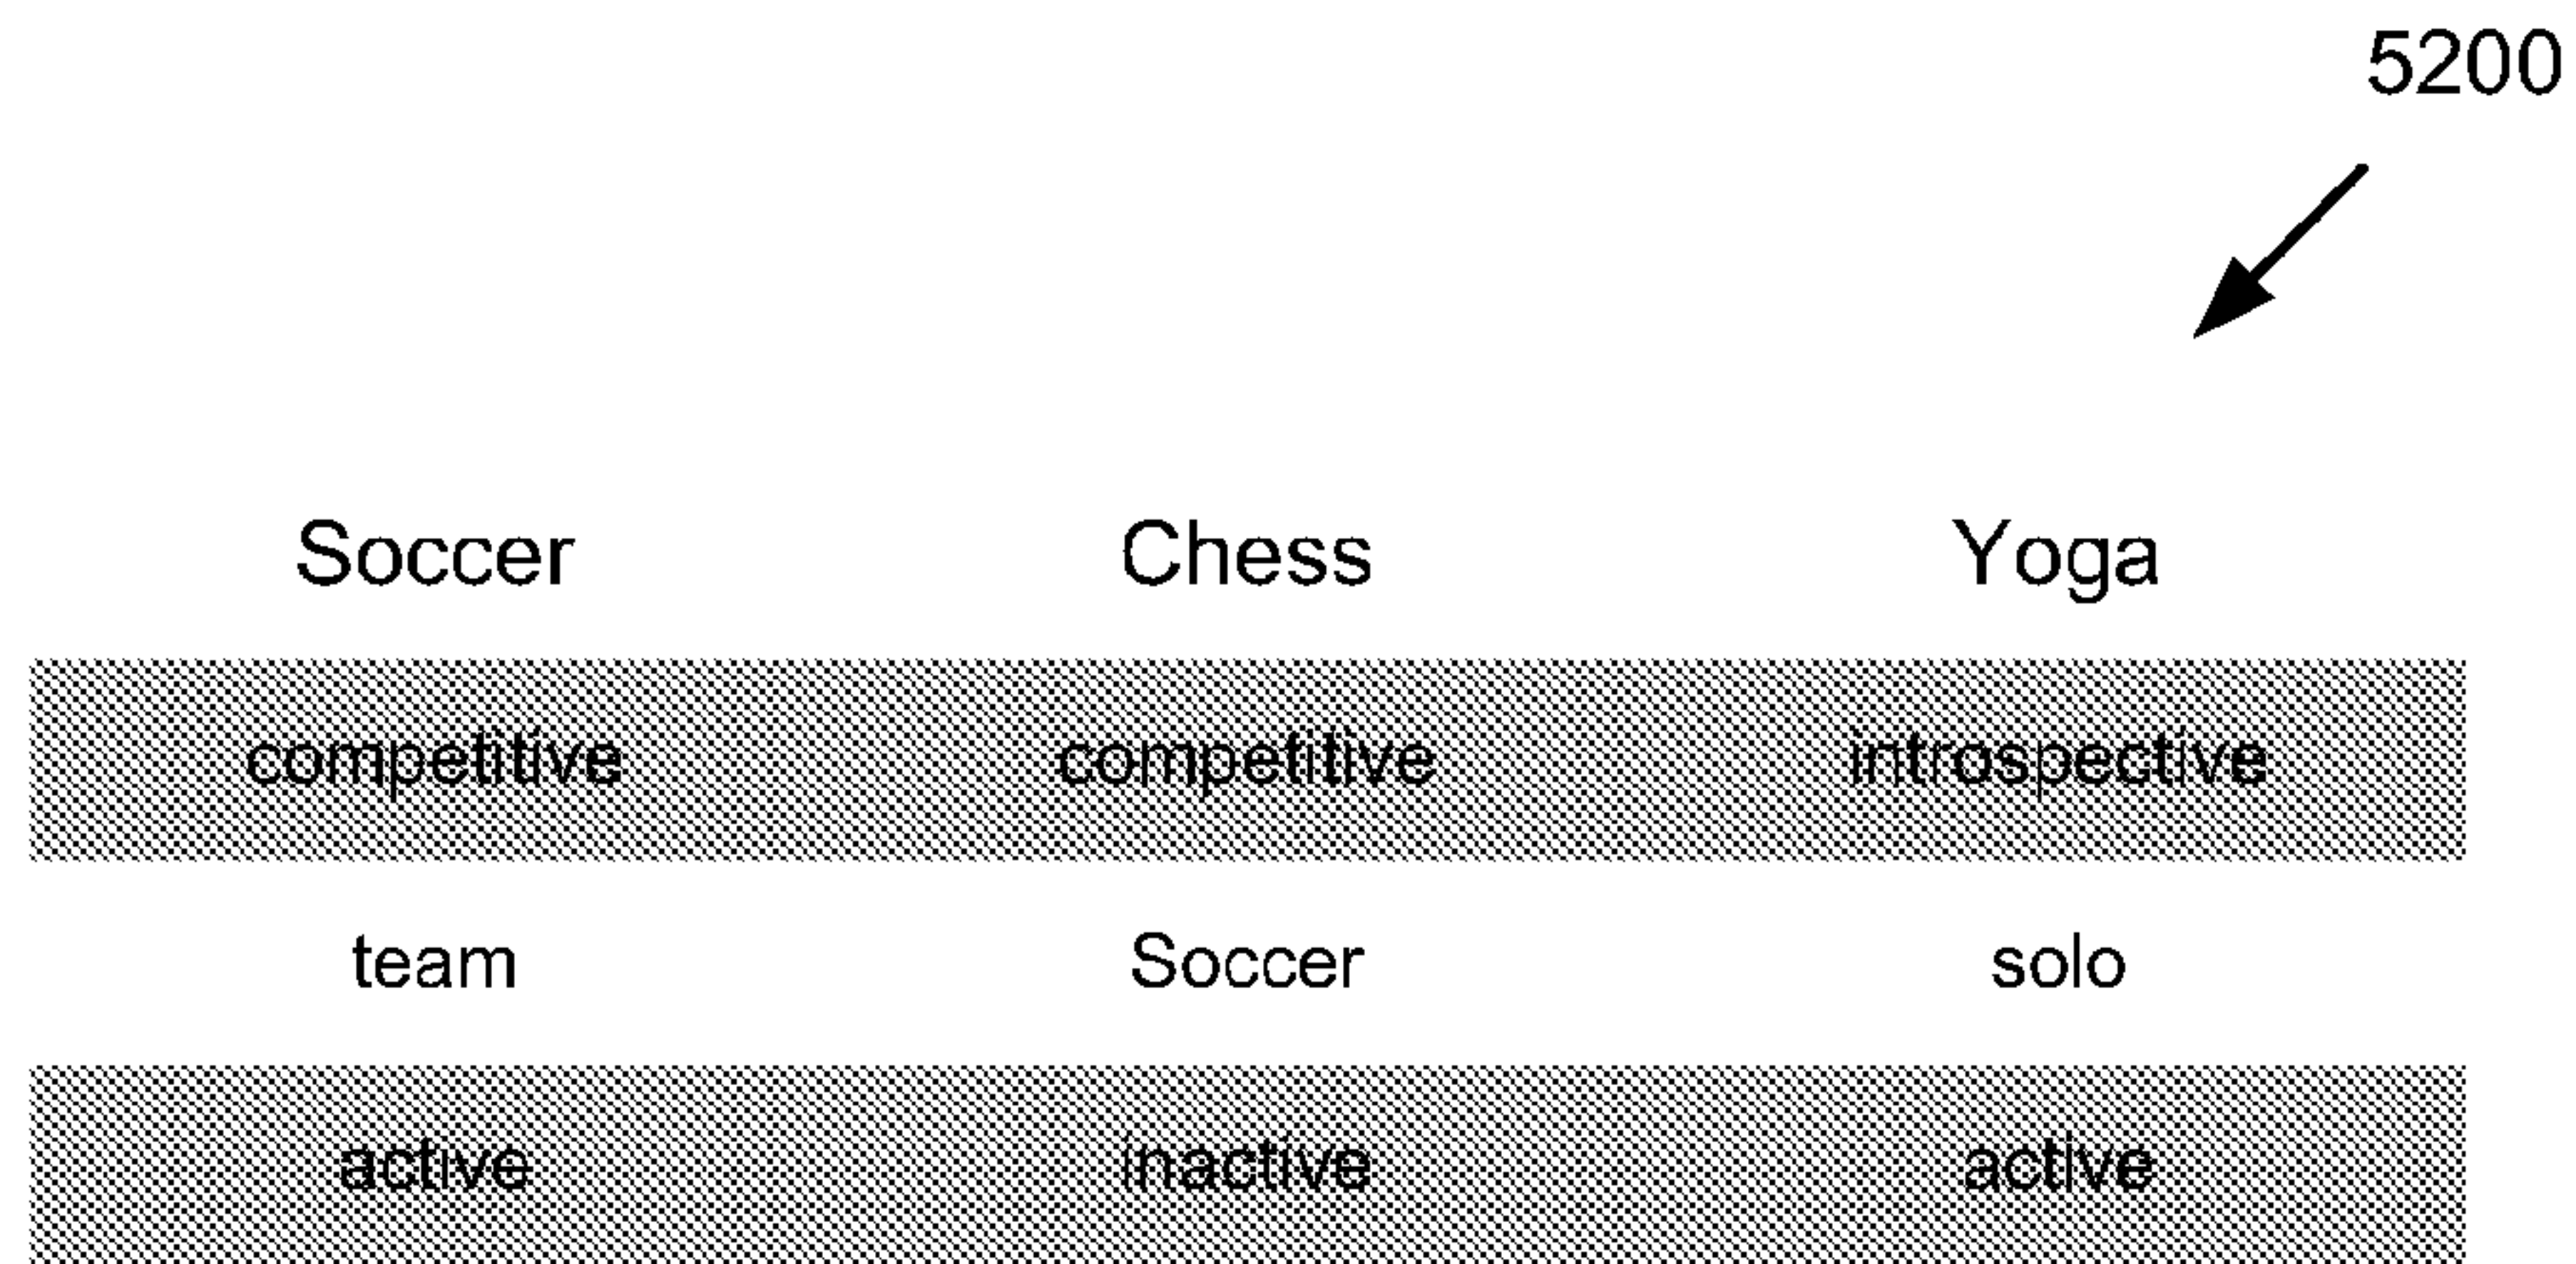 5200
Soccer Chess Yoga
competitive competitive introspective
team Soccer solo
active inactive active